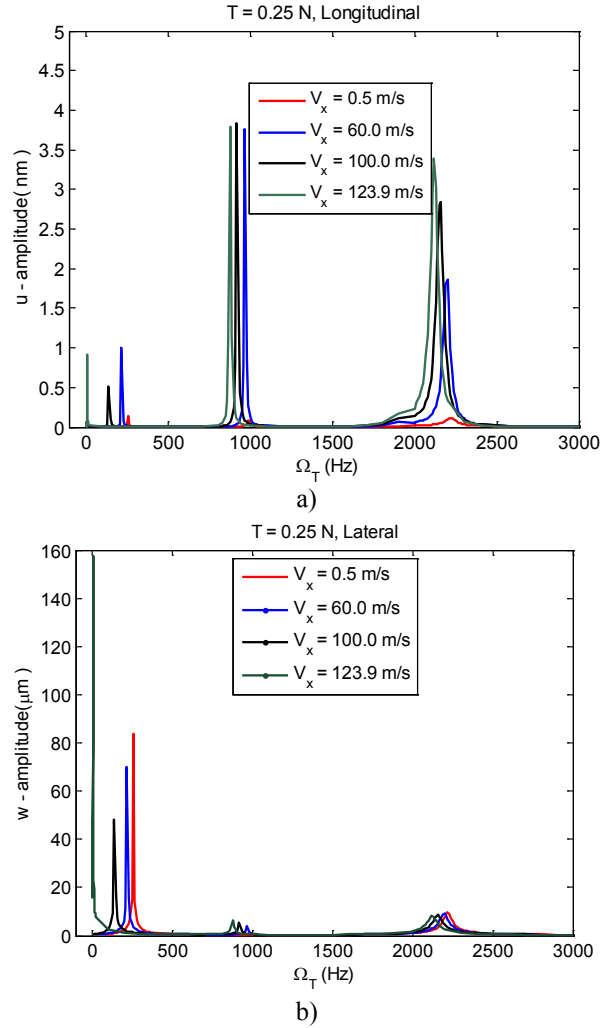 T = 0.25 N, Longitudinal
5
4.5
4
3.5
3
2.5
2
1.5
1
0.5
0
u - amplitude( nm )
V_x = 0.5 m/s
V_x = 60.0 m/s
V_x = 100.0 m/s
V_x = 123.9 m/s
0 500 1000 1500 2000 2500 3000
Ω_T (Hz)
a)
T = 0.25 N, Lateral
160
140
120
100
80
60
40
20
0
w - amplitude(μm )
V_x = 0.5 m/s
V_x = 60.0 m/s
V_x = 100.0 m/s
V_x = 123.9 m/s
0 500 1000 1500 2000 2500 3000
Ω_T (Hz)
b)